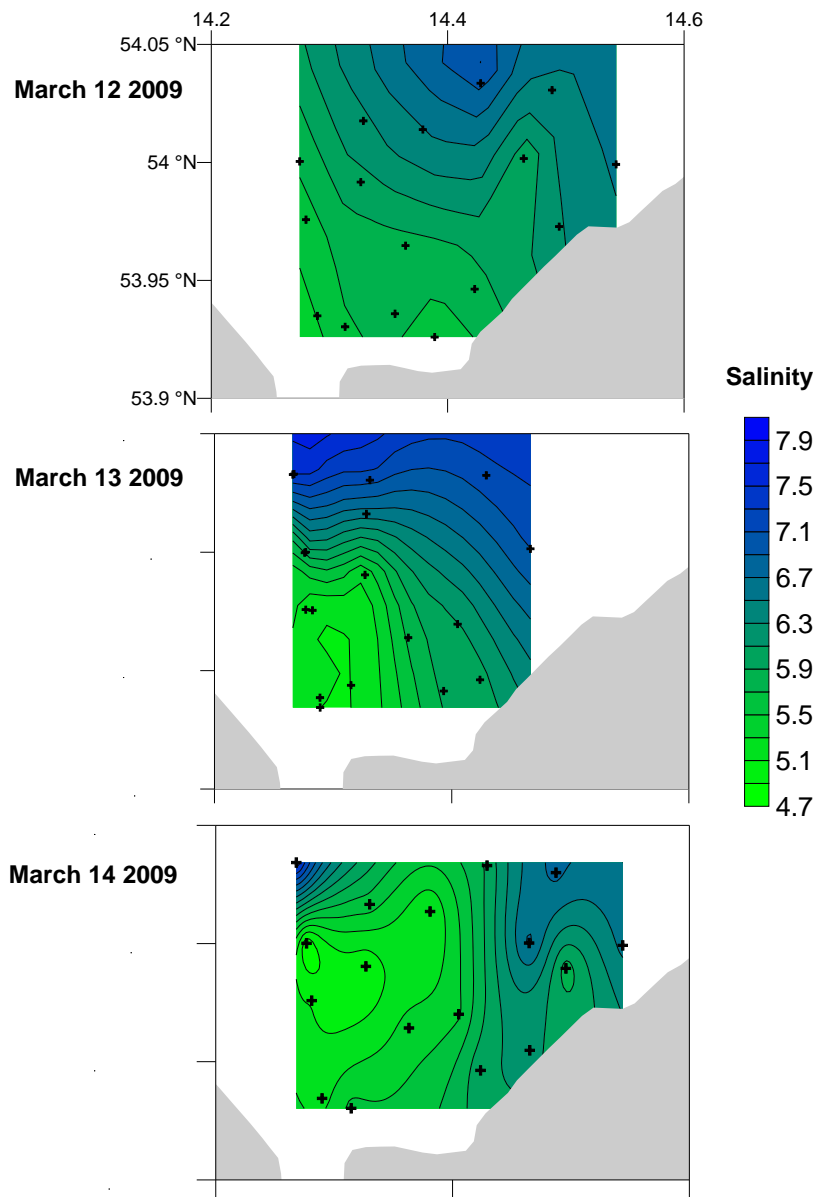 14.2 14.4 14.6
54.05 °N
March 12 2009
54 °N
53.95 °N
53.9 °N
Salinity
March 13 2009
7.9
7.5
7.1
6.7
6.3
5.9
5.5
5.1
4.7
March 14 2009